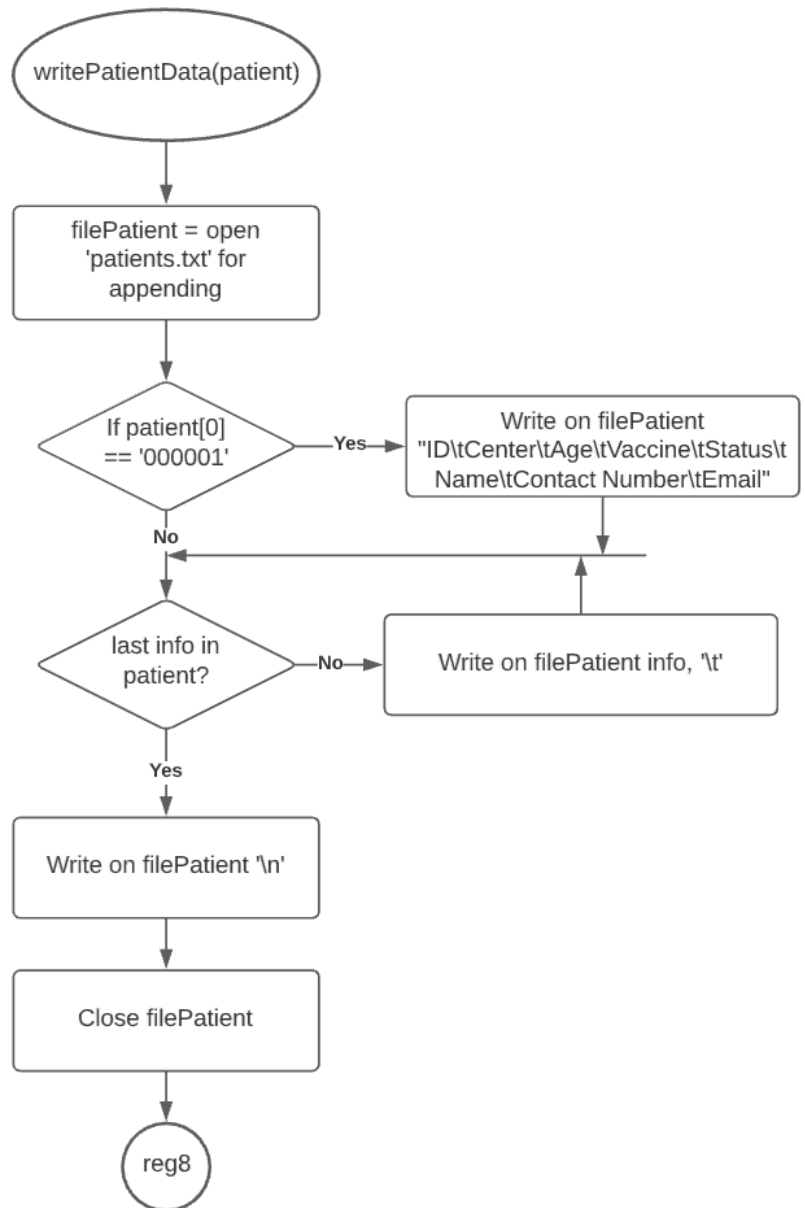 writePatientData(patient)
filePatient = open
'patients.txt' for
appending
If patient[0]
== '000001'
Yes
Write on filePatient
"ID\tCenter\tAge\tVaccine\tStatus\t
Name\tContact Number\tEmail"
No
last info in
patient?
No
Write on filePatient info, '\t'
Yes
Write on filePatient '\n'
Close filePatient
reg8